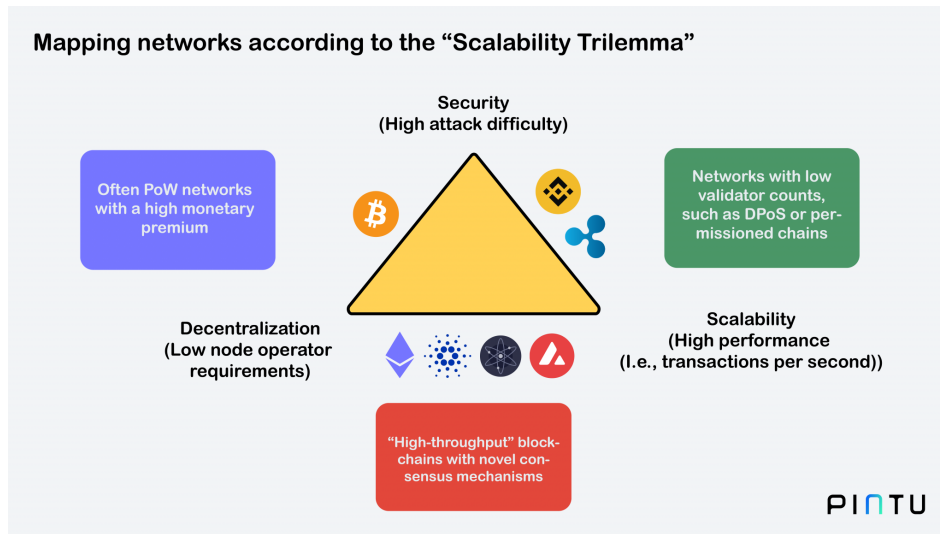 Mapping networks according to the “Scalability Trilemma”
Security
(High attack difficulty)
Often PoW networks
with a high monetary
premium
Networks with low
validator counts,
such as DPoS or per-
missioned chains
Decentralization
(Low node operator
requirements)
Scalability
(High performance
(I.e., transactions per second))
“High-throughput” block-
chains with novel con-
sensus mechanisms
PINTU